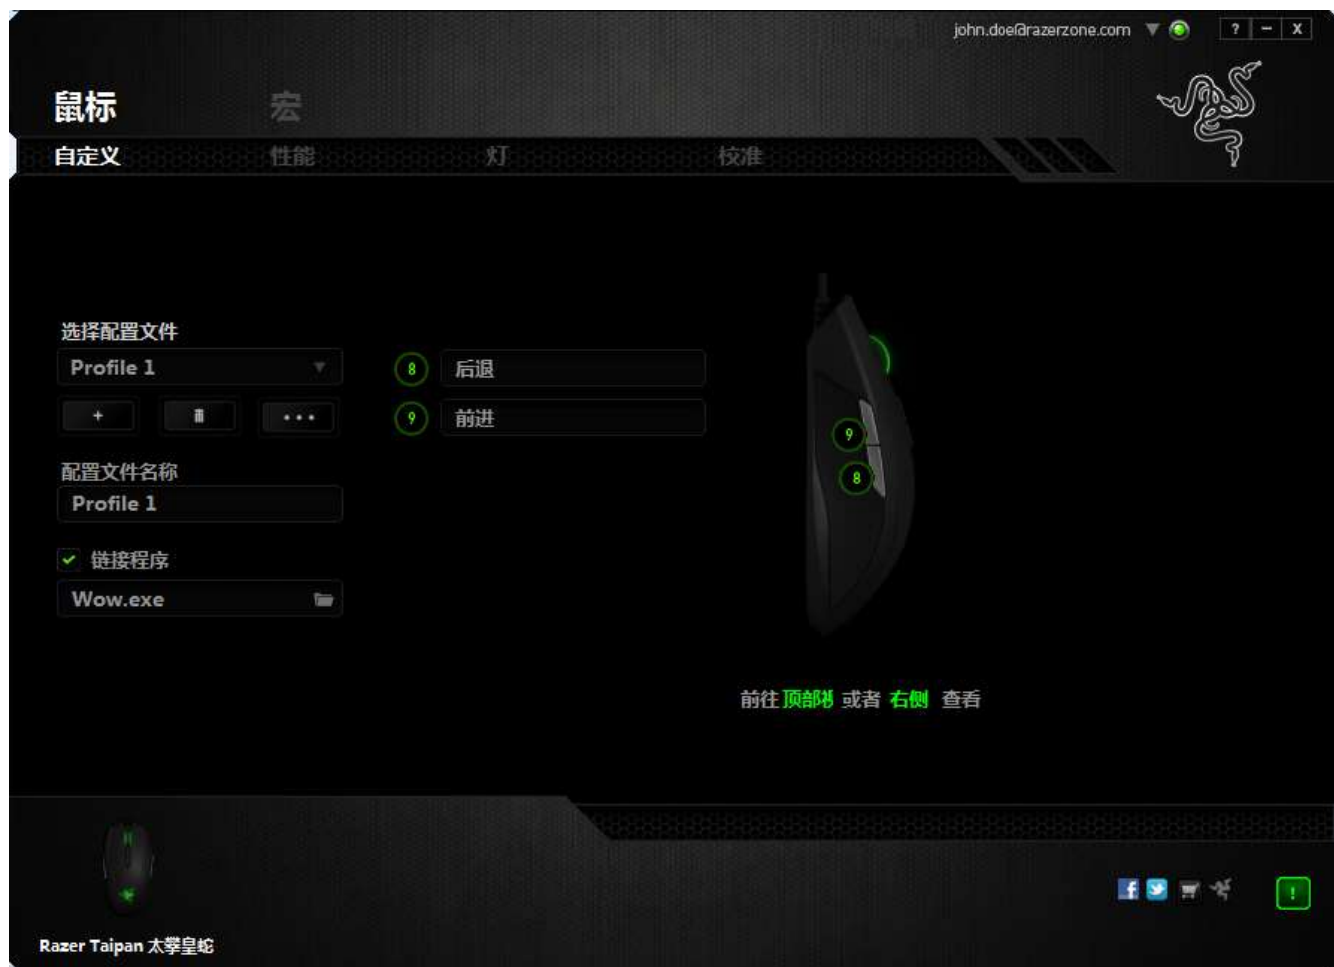 john.doe@razerzone.com
? - X
鼠标 宏
自定义 性能 灯 校准
选择配置文件
Profile 1
8 后退
+ ...
9 前进
9
8
配置文件名称
Profile 1
链接程序
Wow.exe
前往 或者 右侧 查看
f
!
Razer Taipan 太攀皇蛇